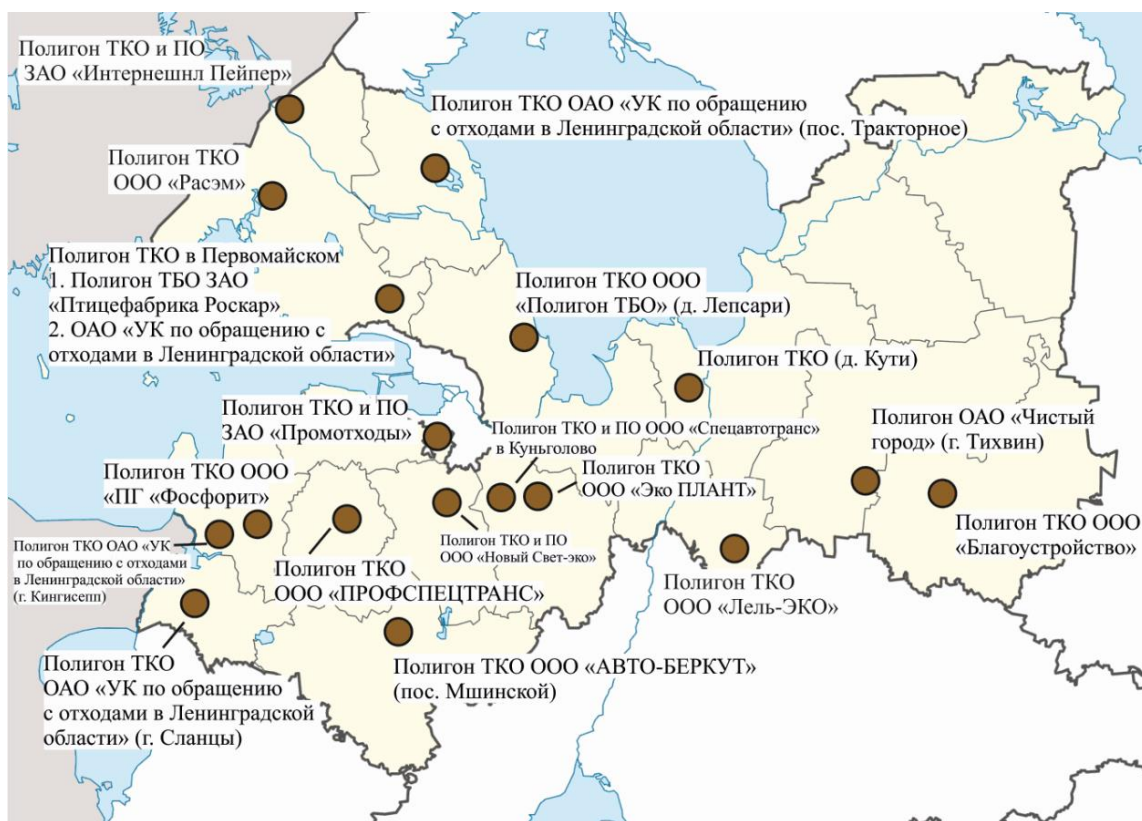 Полигон ТКО и ПО
ЗАО «Интернешнл Пейпер»
Полигон ТКО ОАО «УК по обращению
с отходами в Ленинградской области» (пос. Тракторное)
Полигон ТКО
ООО «Расэм»
Полигон ТКО в Первомайском
1. Полигон ТБО ЗАО
«Птицефабрика Роскар»
2. ОАО «УК по обращению с
отходами в Ленинградской области»
Полигон ТКО ООО
«Полигон ТБО» (д. Лепсари)
Полигон ТКО (д. Кути)
Полигон ТКО и ПО
ЗАО «Промотходы»
Полигон ТКО и ПО ООО «Спецавтотранс»
в Куньголово
Полигон ОАО «Чистый
город» (г. Тихвин)
Полигон ТКО ООО
«ПГ «Фосфорит»
Полигон ТКО
ООО «Эко ПЛАНТ»
Полигон ТКО ОАО «УК
по обращению с отходами
в Ленинградской области»
(г. Кингисепп)
Полигон ТКО и ПО
ООО «Новый Свет-эко»
Полигон ТКО ООО
«Благоустройство»
Полигон ТКО
ООО «ПРОФСПЕЦТРАНС»
Полигон ТКО
ООО «Лель-ЭКО»
Полигон ТКО
ОАО «УК по обращению
с отходами в Ленинградской
области» (г. Сланцы)
Полигон ТКО ООО «АВТО-БЕРКУТ»
(пос. Мшинской)